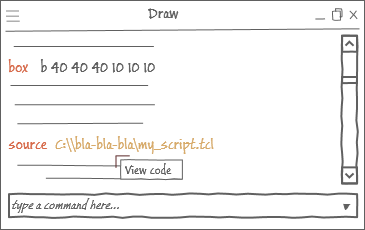 Draw
box b 40 40 40 10 10 10
source C:\\bla-bla-bla\my_script.tcl
View code
type a command here...